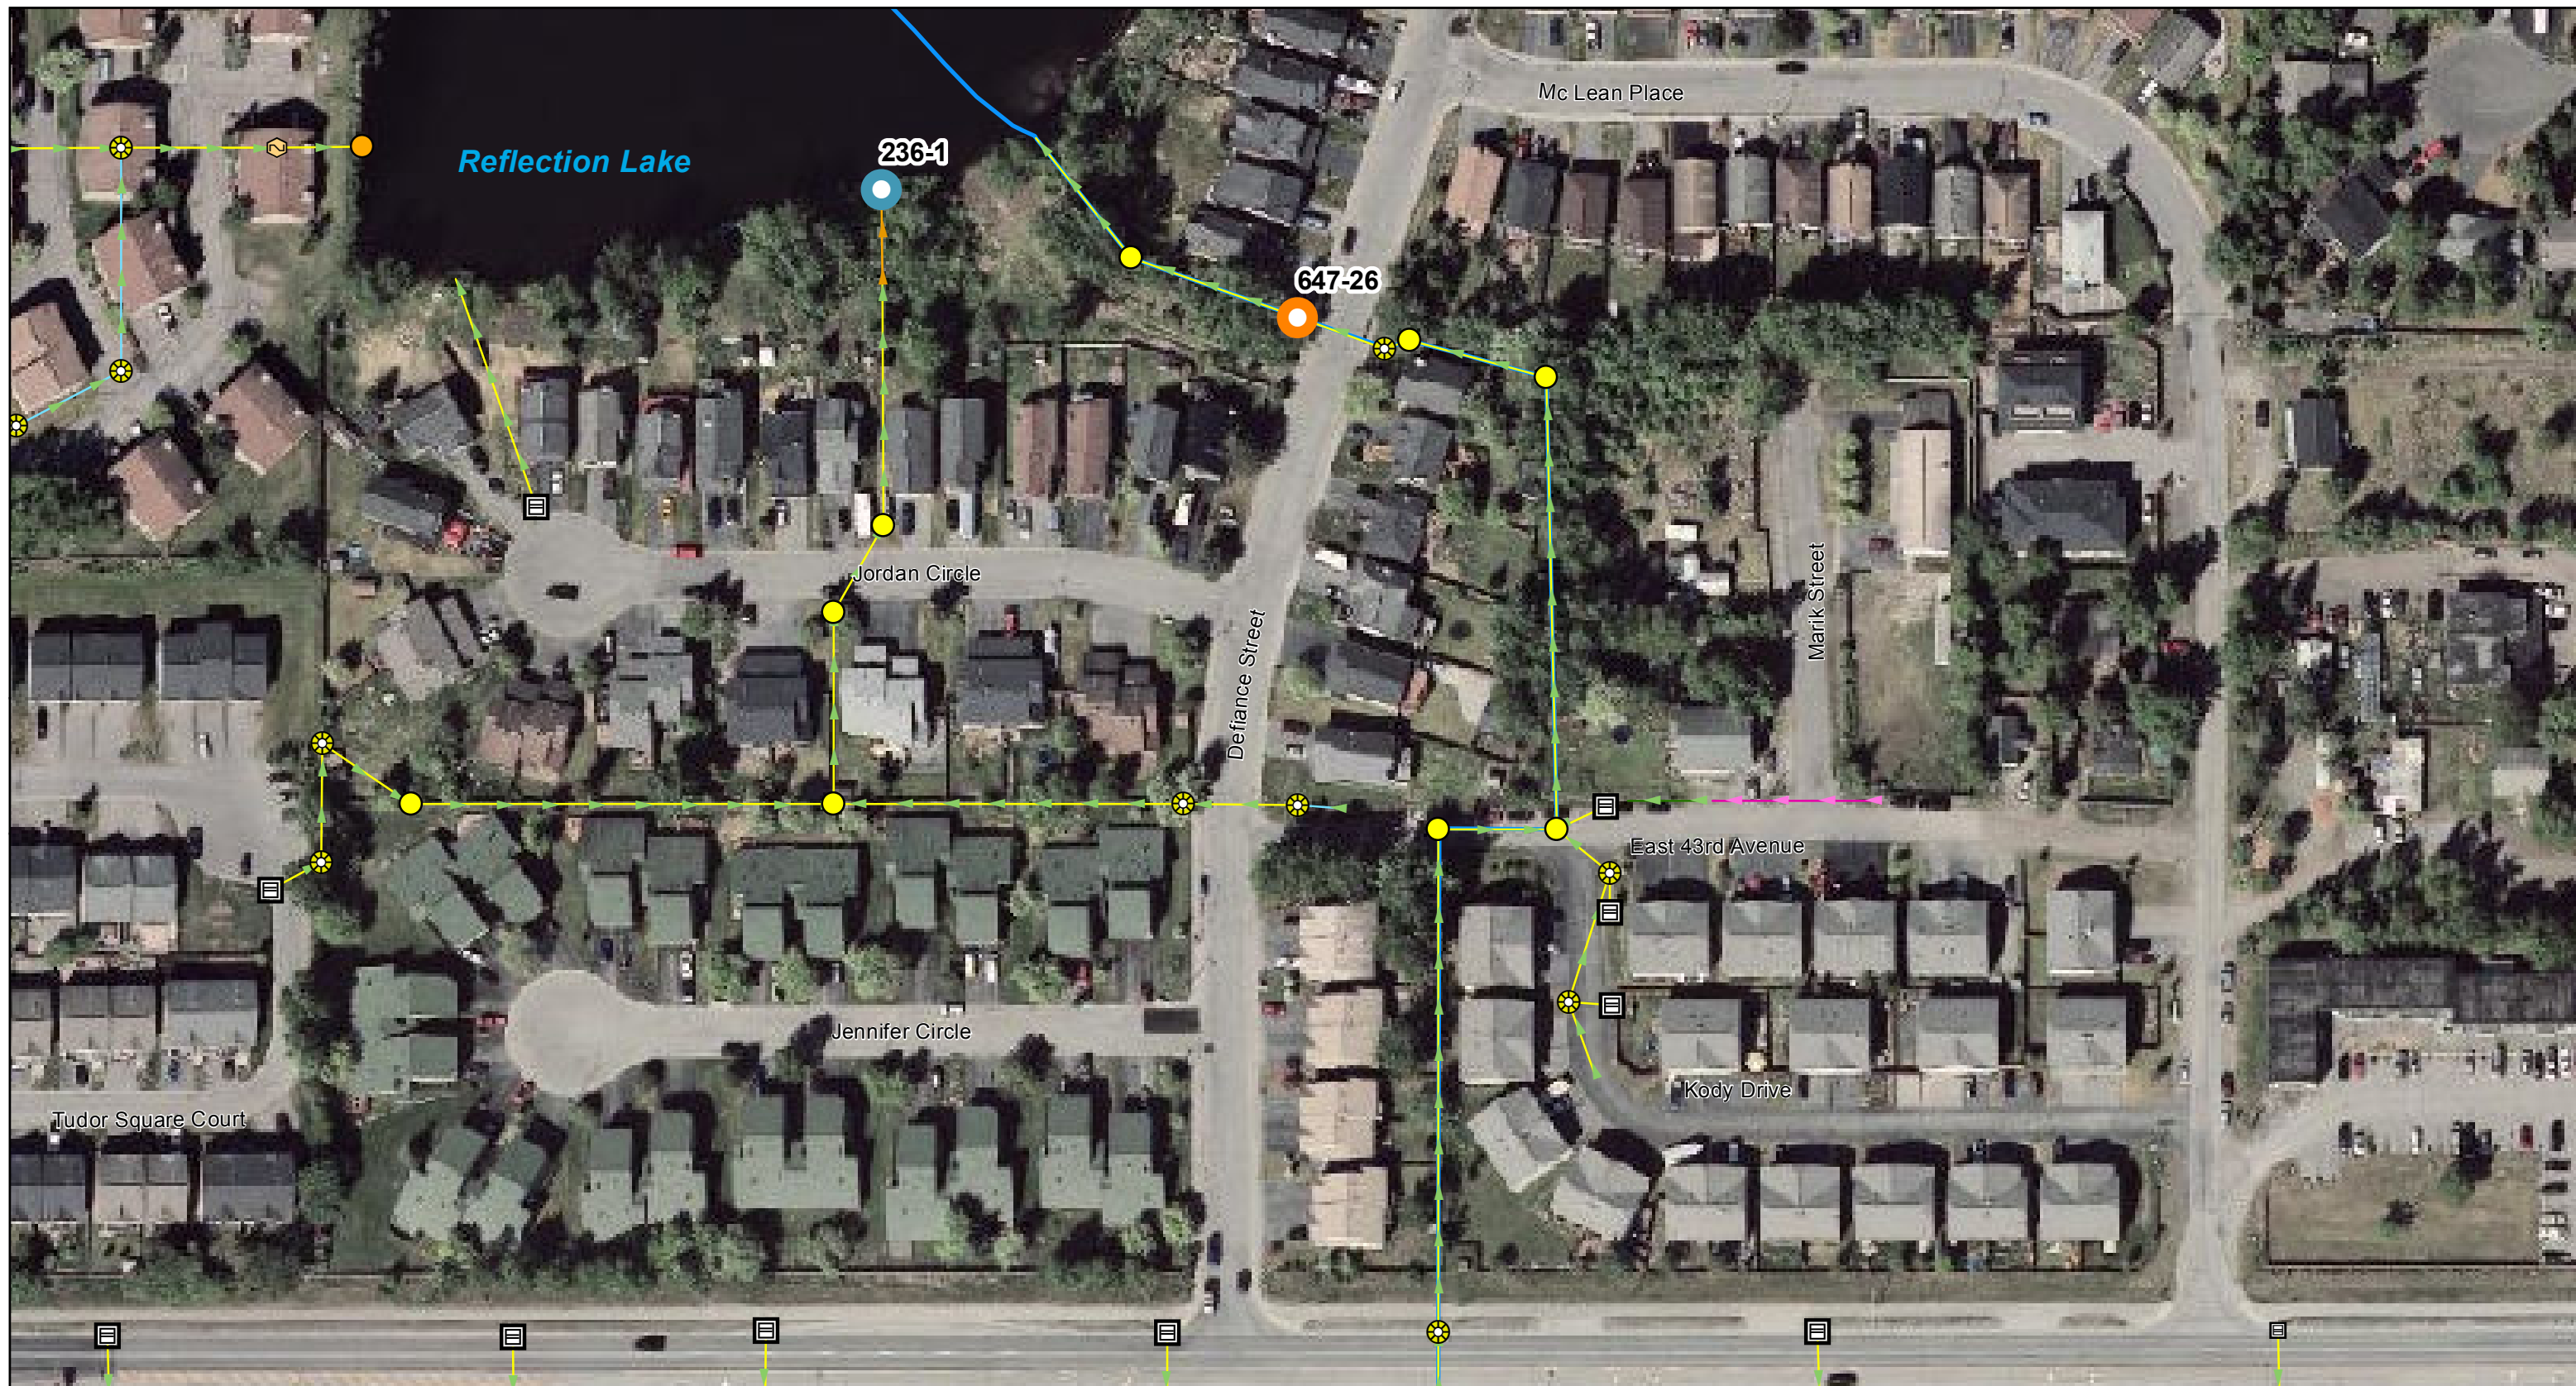 Mc Lean Place
236-1
Reflection Lake
647-26
Jordan Circle
Marik Street
Defiance Street
East 43rd Avenue
Jennifer Circle
Kody Drive
Tudor Square Court